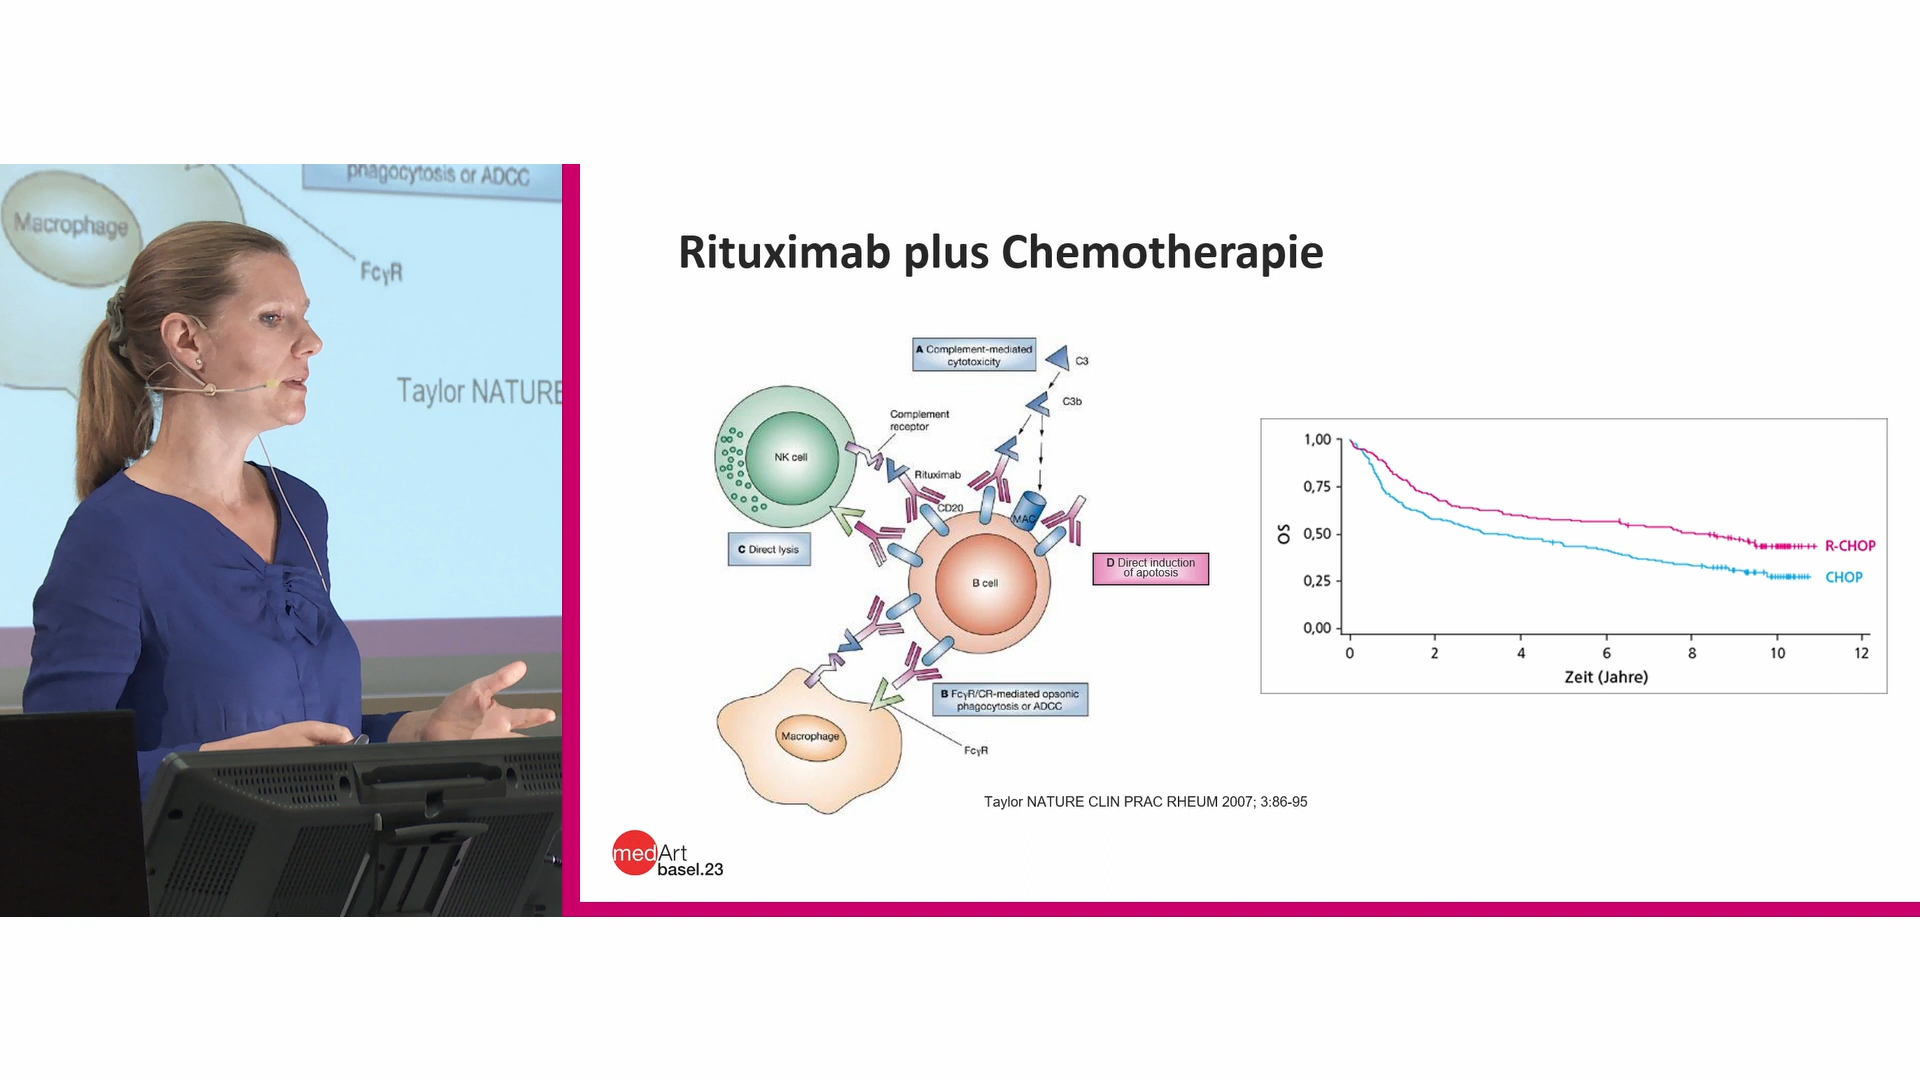 phagocytosis or ADCC
Macrophage
FcγR
Taylor NATURE
Rituximab plus Chemotherapie
A Complement-mediated
cytotoxicity
C3
C3b
Complement
receptor
NK cell
Rituximab
CD20
MAC
C Direct lysis
D Direct induction
of apotosis
B cell
B FcγR/CR-mediated opsonic
phagocytosis or ADCC
Macrophage
FcγR
Taylor NATURE CLIN PRAC RHEUM 2007; 3:86-95
1,00
0,75
0,50
0,25
0,00
OS
R-CHOP
CHOP
0 2 4 6 8 10 12
Zeit (Jahre)
medArt
basel.23